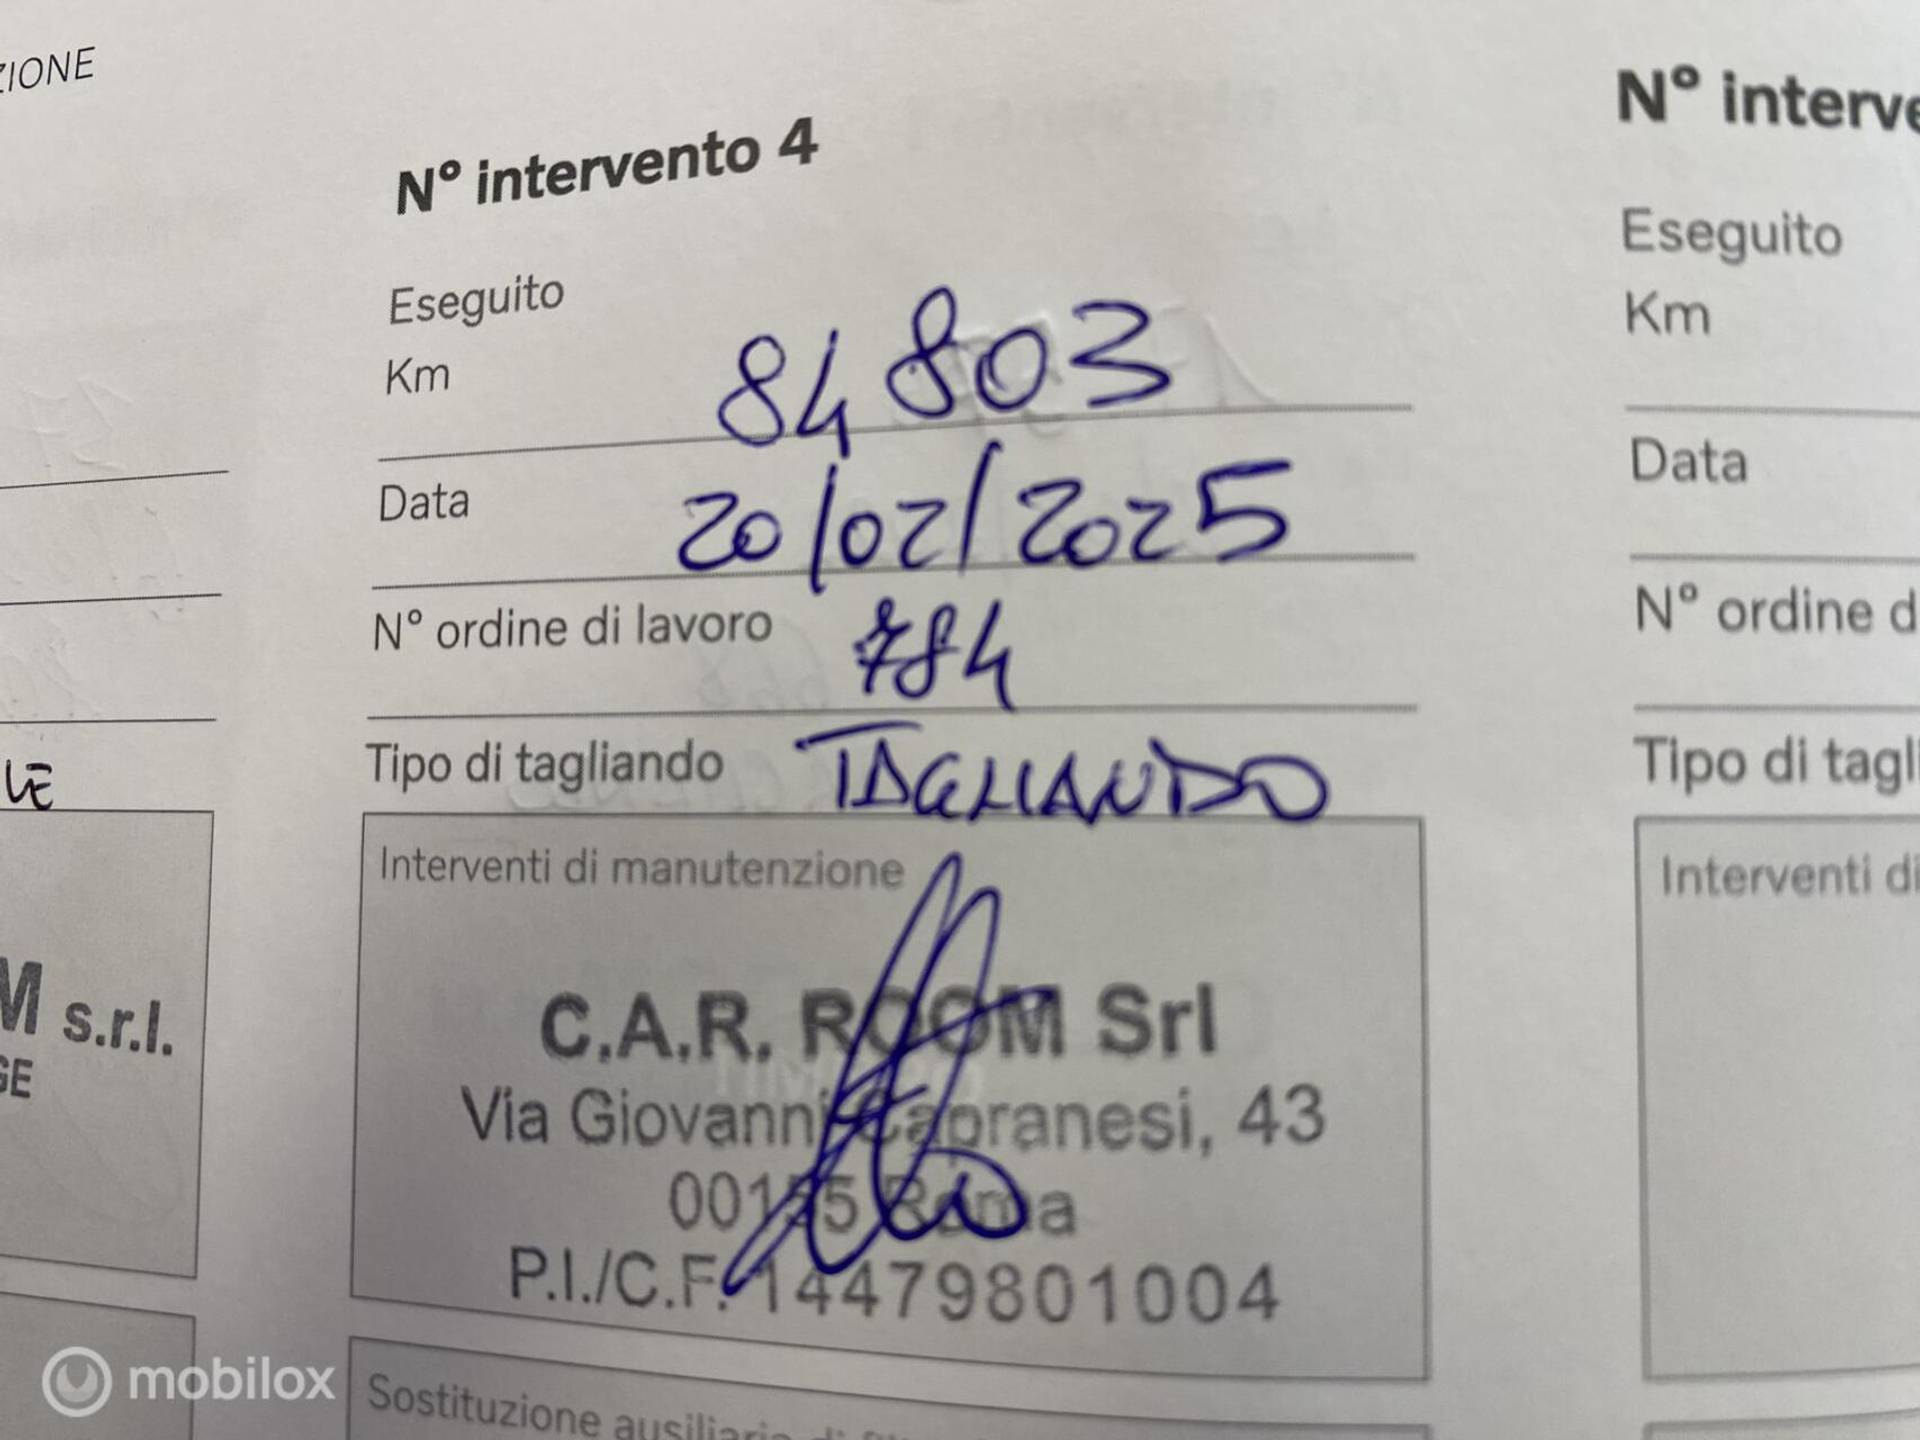 ZIONE
N° intervento 4
Eseguito
Km 84803
Data 20/02/2025
N° ordine di lavoro 784
Tipo di tagliando TAGLIANDO
Interventi di manutenzione
C.A.R. ROOM Srl
Via Giovanni Capranesi, 43
00155 Roma
P.I./C.F. 14479801004
Sostituzione
LE
M s.r.l.
GE
N° interve
Eseguito
Km
Data
N° ordine d
Tipo di tagli
Interventi di
mobilox